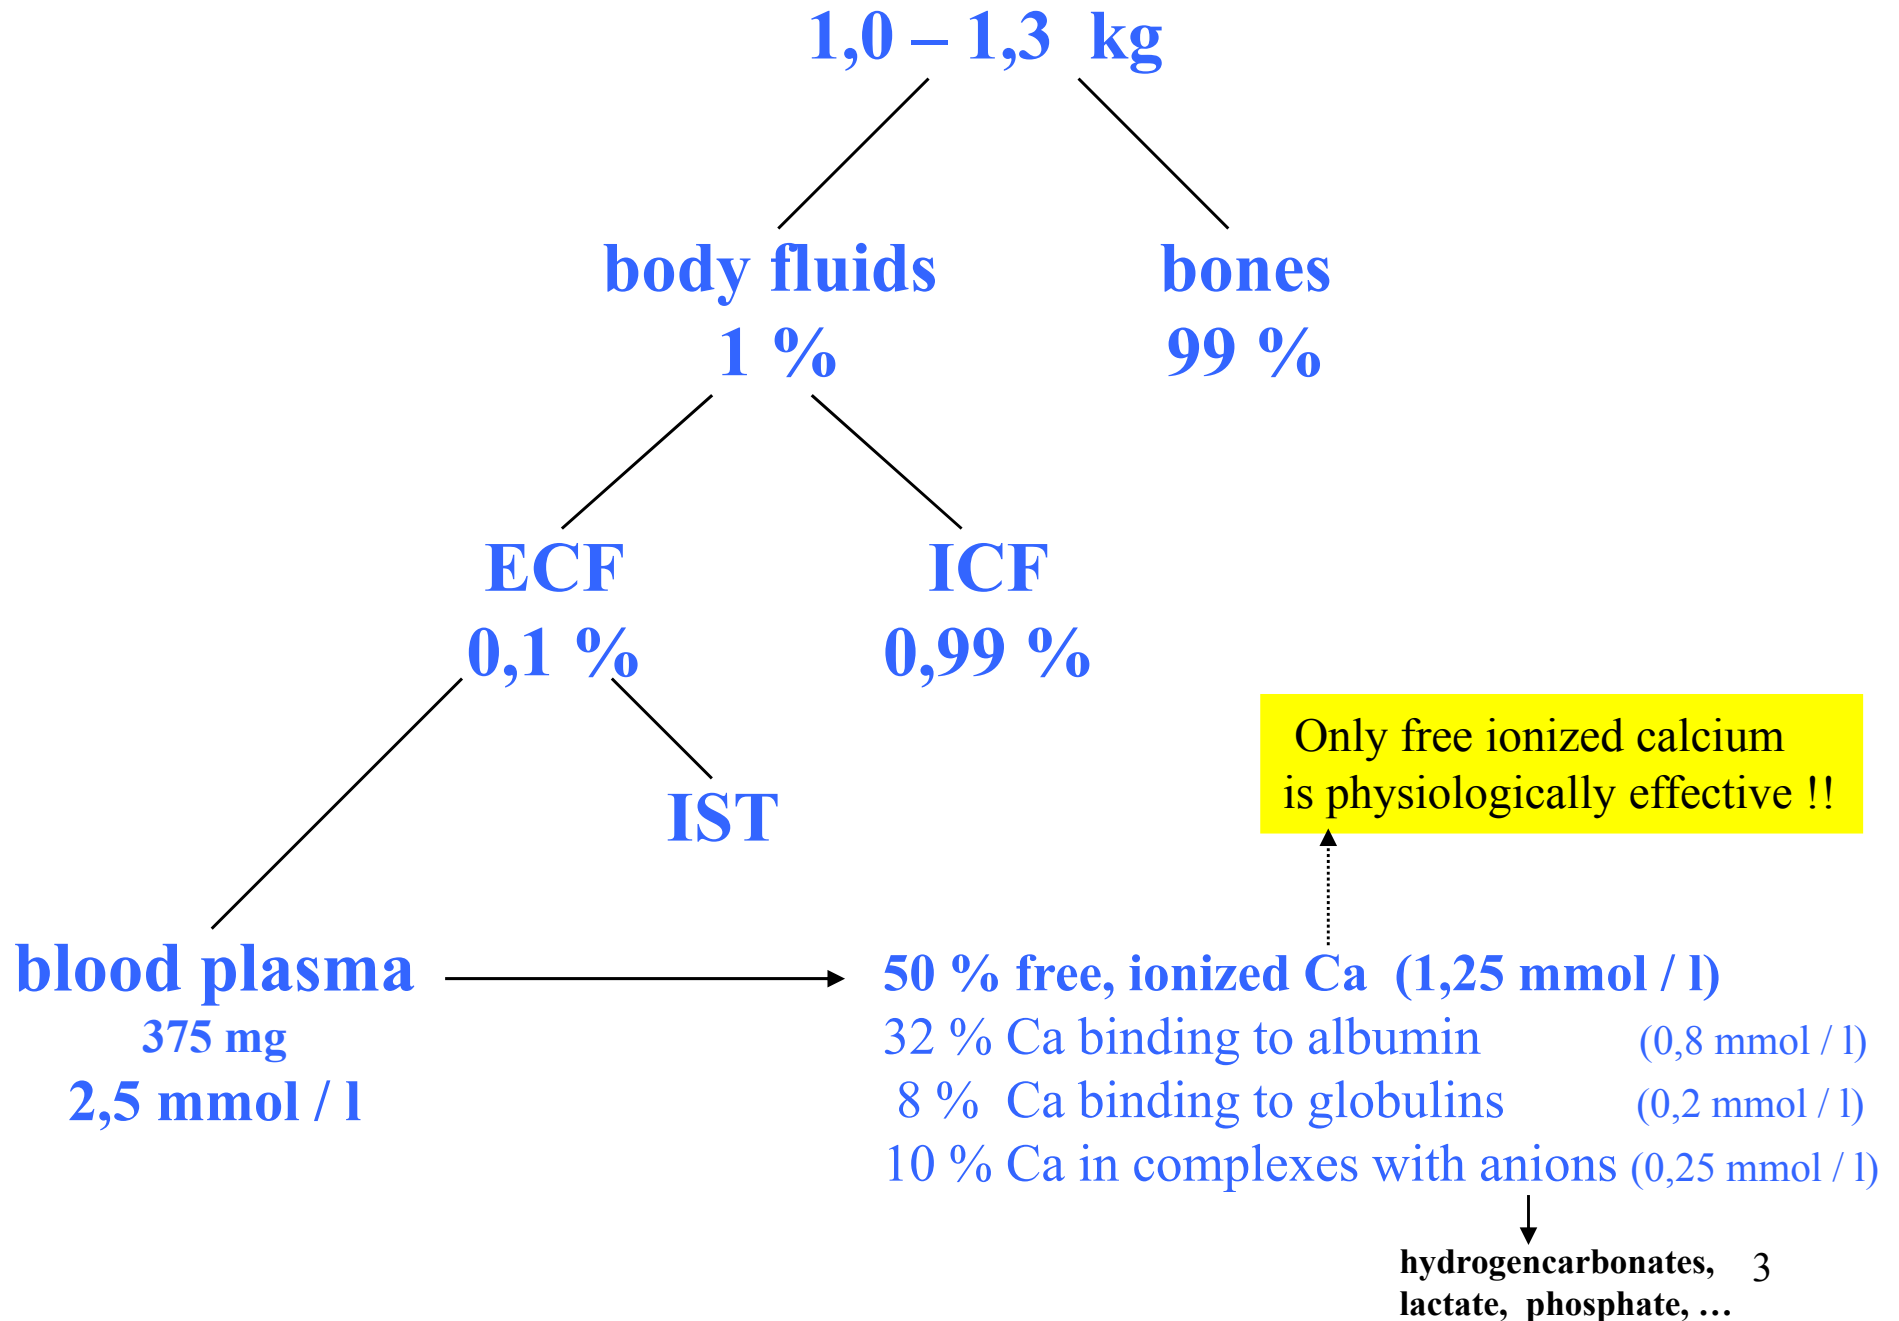 1,0 – 1,3 kg
body fluids
1 %
bones
99 %
ECF
0,1 %
ICF
0,99 %
IST
Only free ionized calcium
is physiologically effective !!
blood plasma
375 mg
2,5 mmol / l
50 % free, ionized Ca (1,25 mmol / l)
32 % Ca binding to albumin (0,8 mmol / l)
8 % Ca binding to globulins (0,2 mmol / l)
10 % Ca in complexes with anions (0,25 mmol / l)
hydrogencarbonates,
lactate, phosphate, ...
3